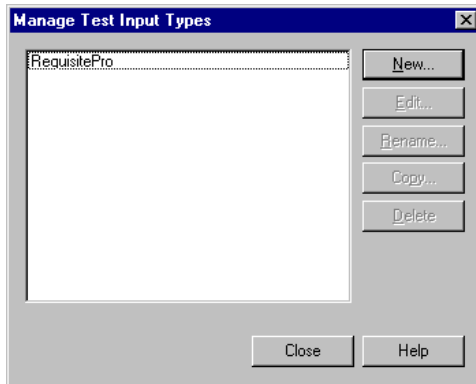 Manage Test Input Types
RequisitePro
New...
Edit...
Rename...
Copy...
Delete
Close
Help